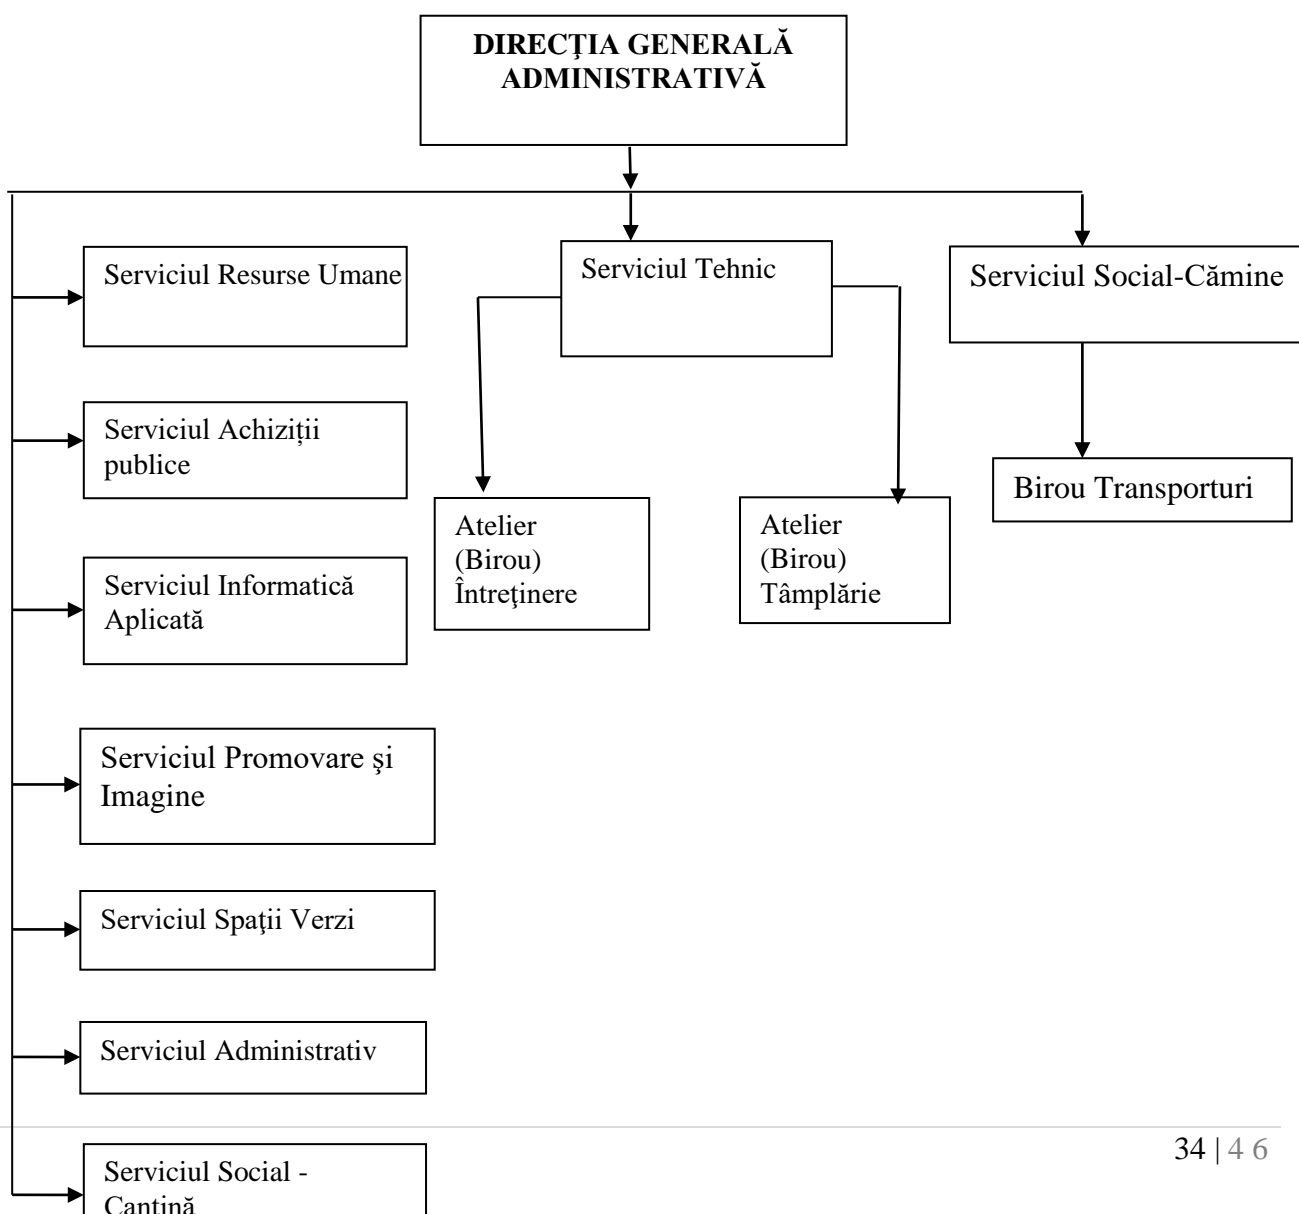 DIRECŢIA GENERALĂ
ADMINISTRATIVĂ
Serviciul Resurse Umane
Serviciul Tehnic
Serviciul Social-Cămine
Serviciul Achiziții
publice
Birou Transporturi
Atelier
(Birou)
Întreţinere
Atelier
(Birou)
Tâmplărie
Serviciul Informatică
Aplicată
Serviciul Promovare şi
Imagine
Serviciul Spaţii Verzi
Serviciul Administrativ
Serviciul Social -
Cantină
34 | 4 6